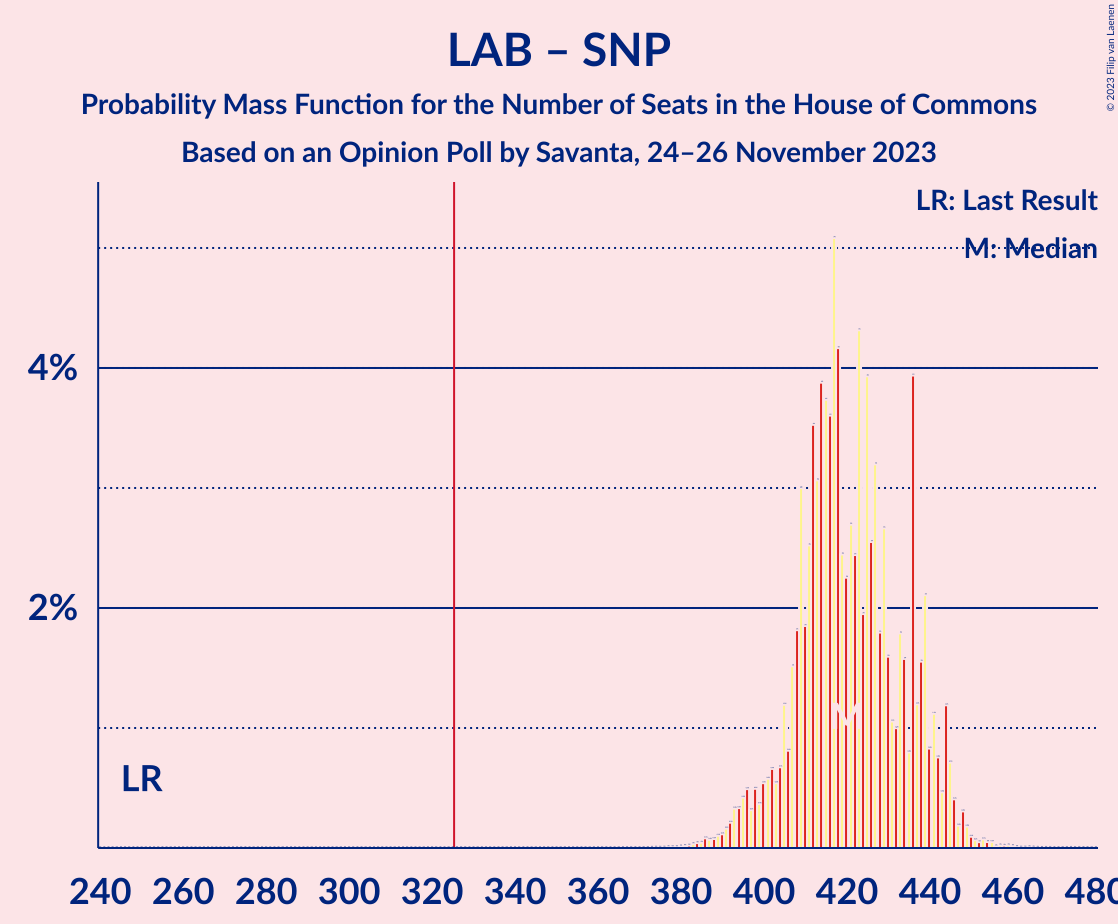 LAB – SNP
Probability Mass Function for the Number of Seats in the House of Commons
Based on an Opinion Poll by Savanta, 24–26 November 2023
© 2023 Filip van Laenen
LR: Last Result
M: Median
4%
2%
LR
M
240 260 280 300 320 340 360 380 400 420 440 460 480